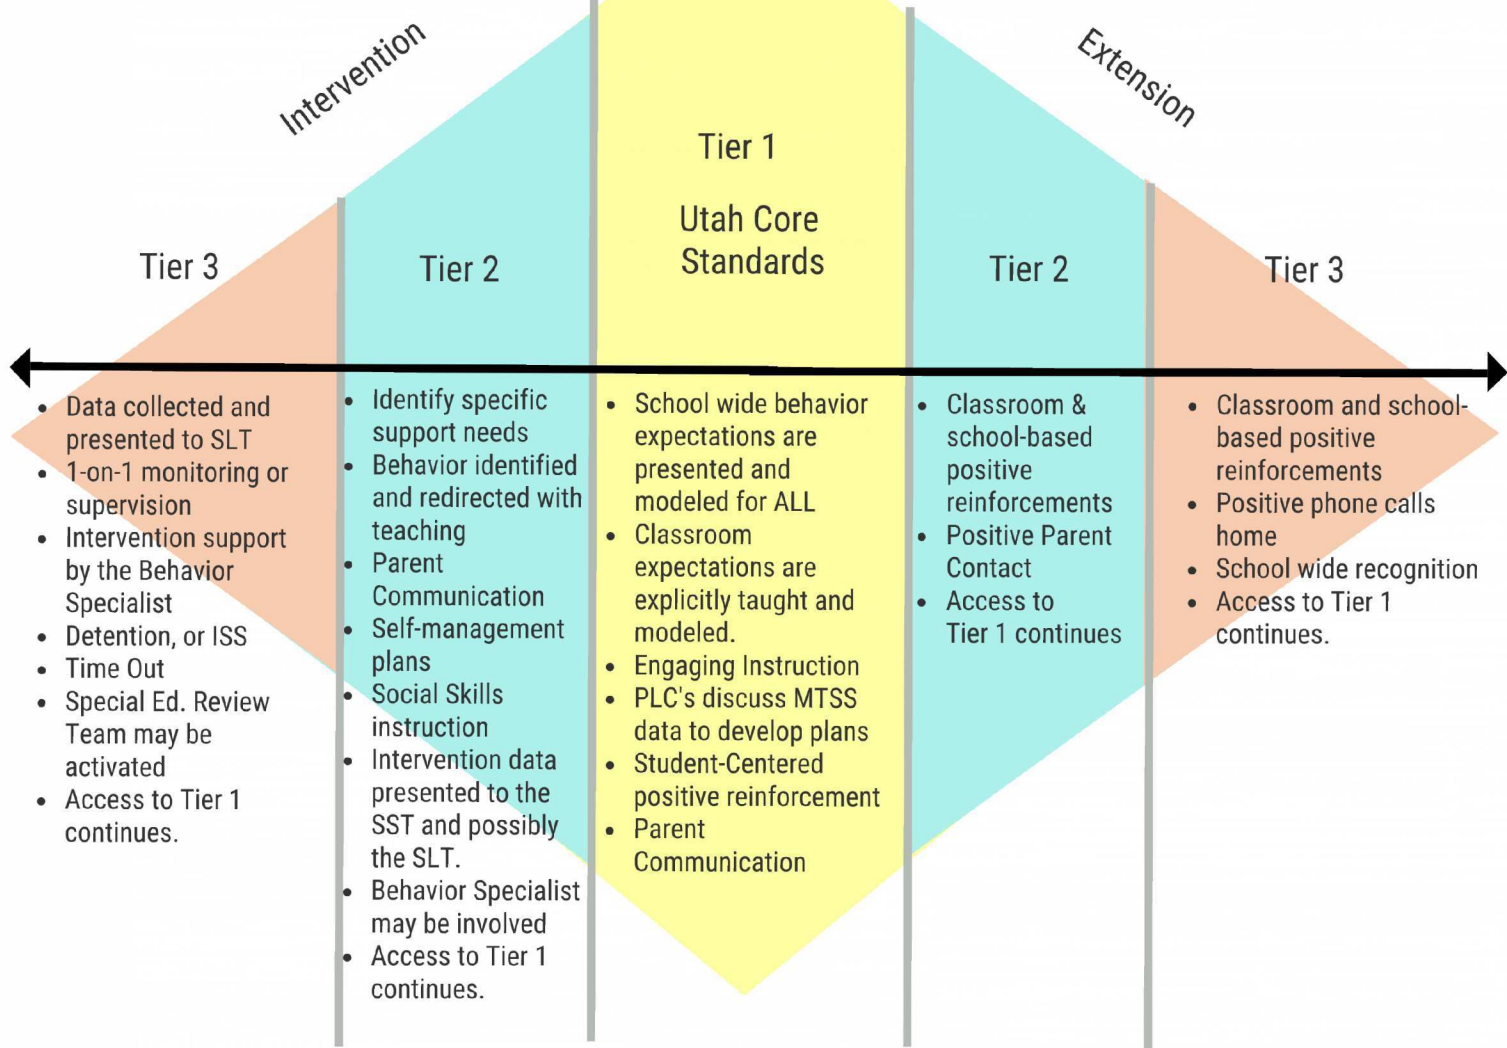 Intervention
Extension
Tier 1
Utah Core
Standards
Tier 3
Tier 2
Tier 2
Tier 3
• Data collected and
presented to SLT
• 1-on-1 monitoring or
supervision
• Intervention support
by the Behavior
Specialist
• Detention, or ISS
• Time Out
• Special Ed. Review
Team may be
activated
• Access to Tier 1
continues.
• Identify specific
support needs
• Behavior identified
and redirected with
teaching
• Parent
Communication
• Self-management
plans
• Social Skills
instruction
• Intervention data
presented to the
SST and possibly
the SLT.
• Behavior Specialist
may be involved
• Access to Tier 1
continues.
• School wide behavior
expectations are
presented and
modeled for ALL
• Classroom
expectations are
explicitly taught and
modeled.
• Engaging Instruction
• PLC's discuss MTSS
data to develop plans
• Student-Centered
positive reinforcement
• Parent
Communication
• Classroom &
school-based
positive
reinforcements
• Positive Parent
Contact
• Access to
Tier 1 continues
• Classroom and school-
based positive
reinforcements
• Positive phone calls
home
• School wide recognition
• Access to Tier 1
continues.